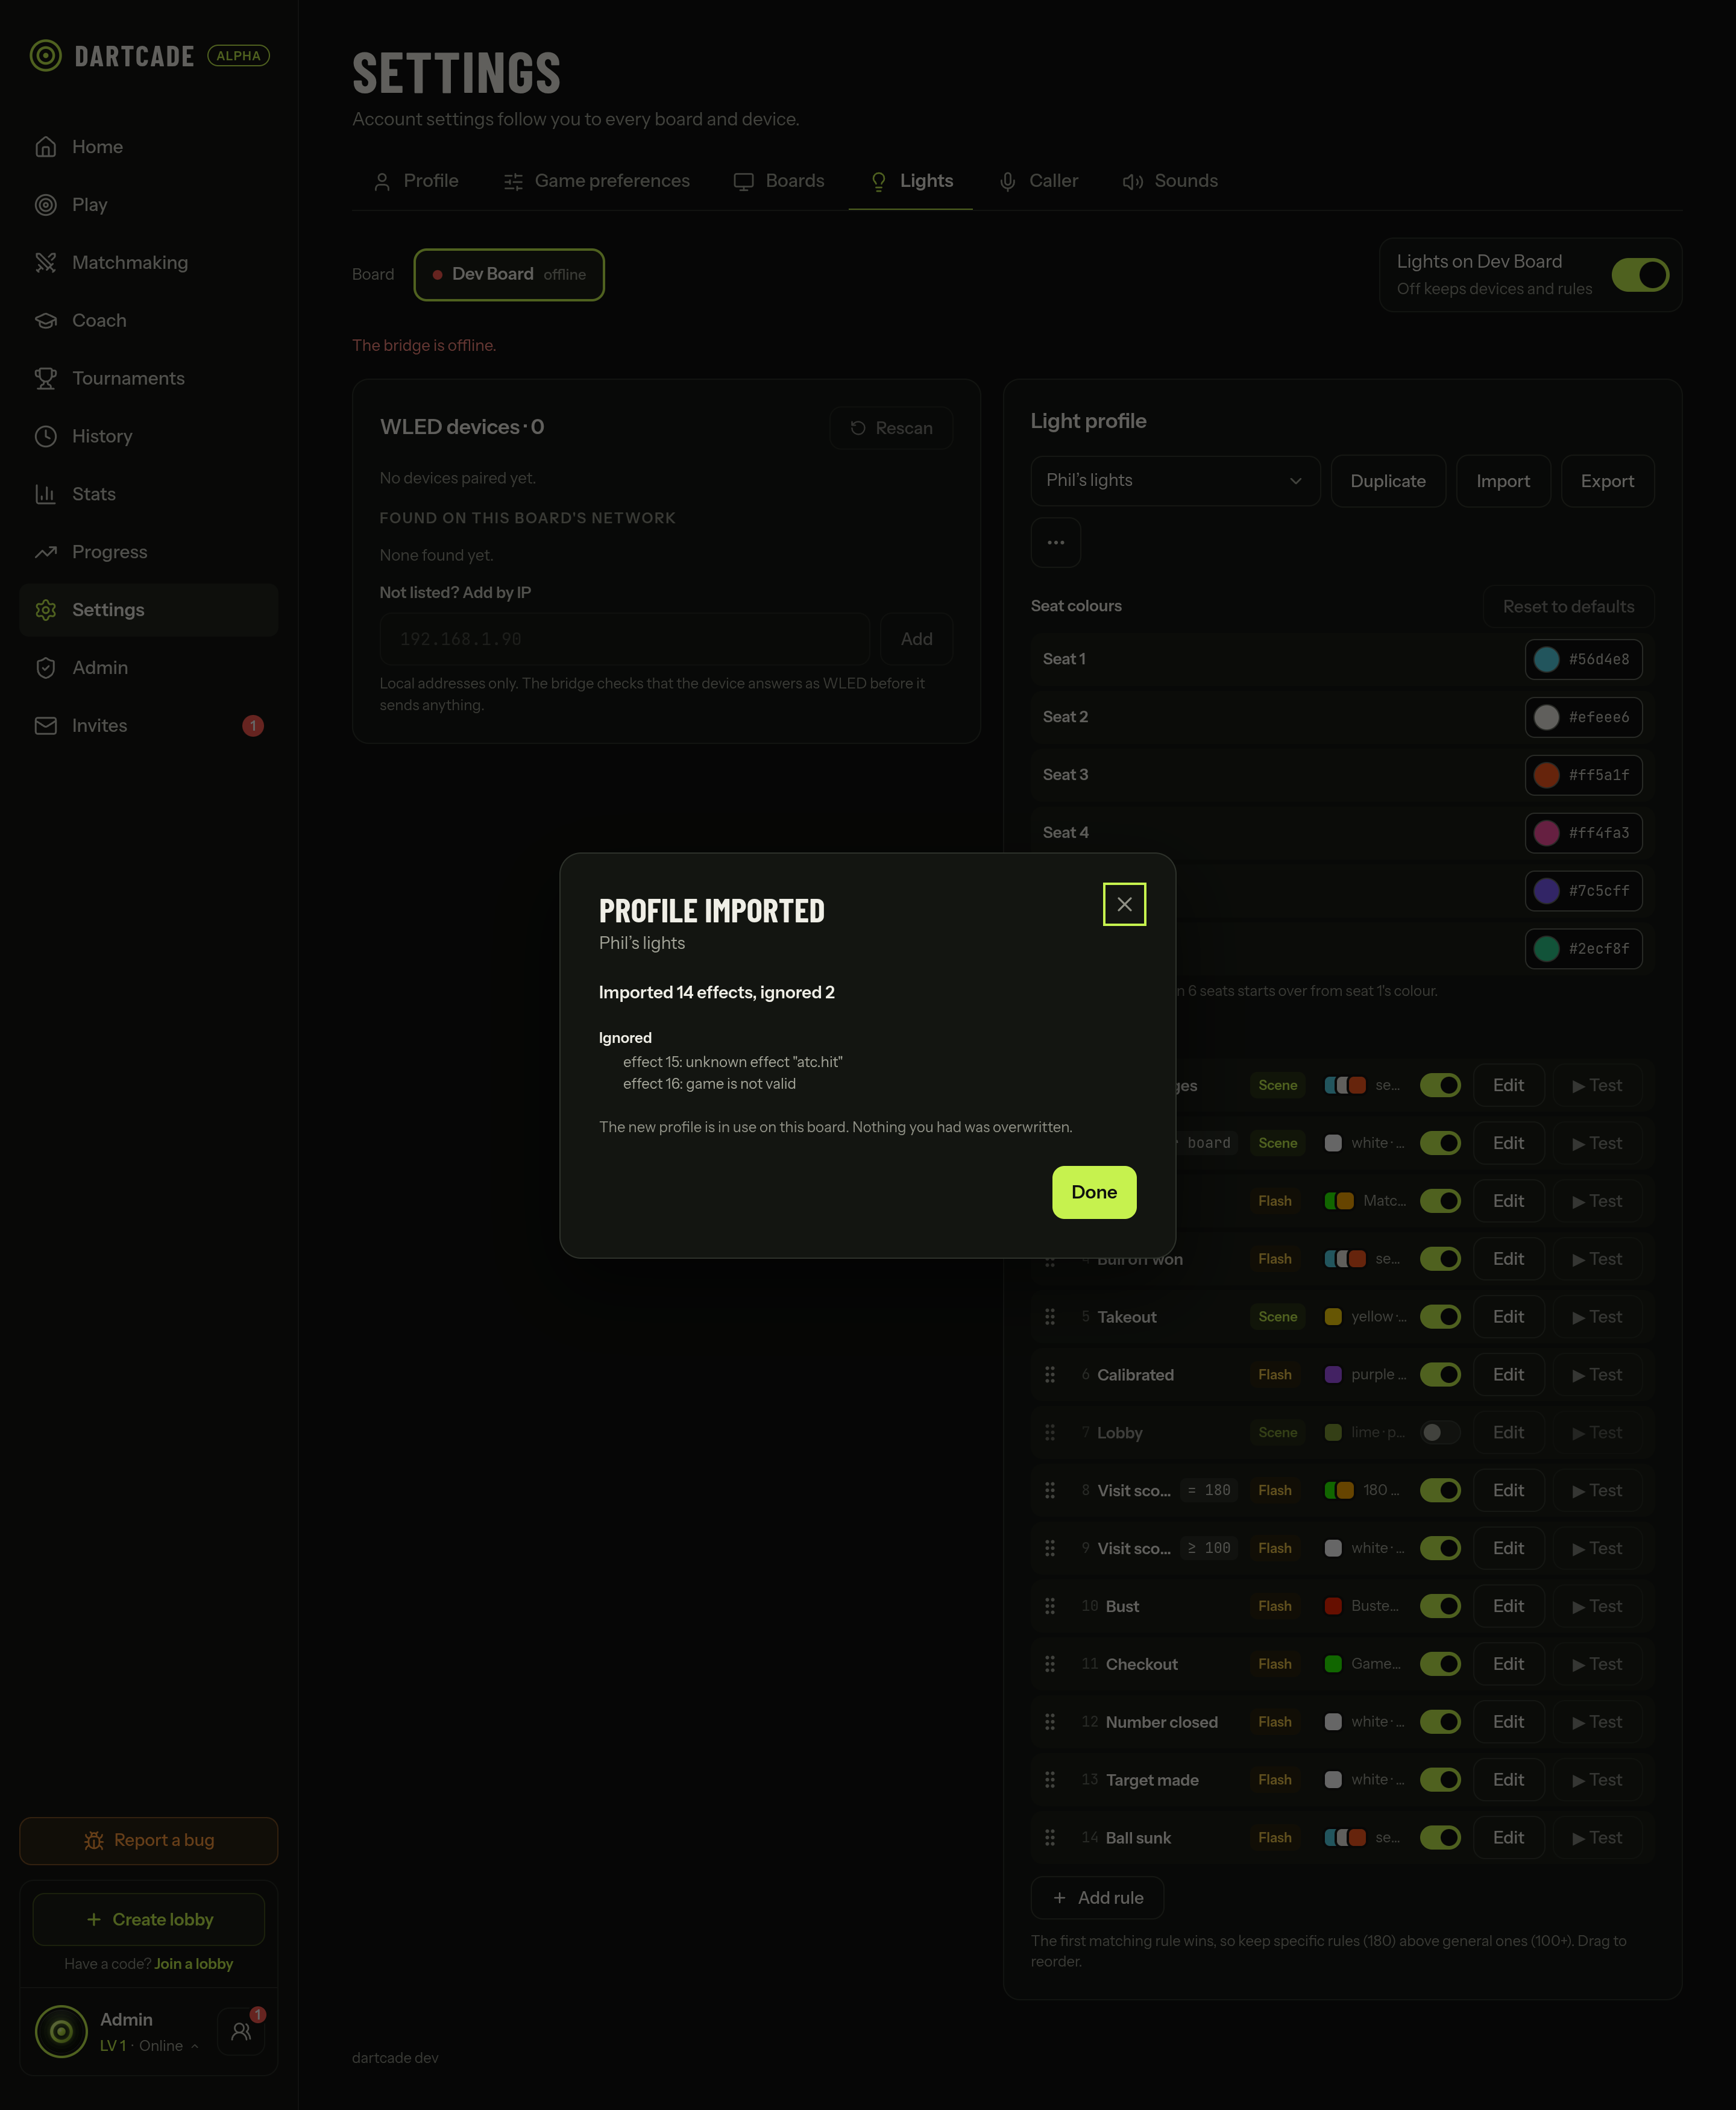 DARTCADE ALPHA
Home
Play
Matchmaking
Coach
Tournaments
History
Stats
Progress
Settings
Admin
Invites 1
Report a bug
Create lobby
Have a code? Join a lobby
Admin
LV 1 · Online
1
SETTINGS
Account settings follow you to every board and device.
Profile Game preferences Boards Lights Caller Sounds
Board Dev Board offline
Lights on Dev Board
Off keeps devices and rules
The bridge is offline.
WLED devices · 0 Rescan
No devices paired yet.
FOUND ON THIS BOARD'S NETWORK
None found yet.
Not listed? Add by IP
192.168.1.90 Add
Local addresses only. The bridge checks that the device answers as WLED before it
sends anything.
Light profile
Phil's lights Duplicate Import Export
Seat colours Reset to defaults
Seat 1 #56d4e8
Seat 2 #efeee6
Seat 3 #ff5a1f
Seat 4 #ff4fa3
#7c5cff
#2ecf8f
6 seats starts over from seat 1's colour.
PROFILE IMPORTED
Phil's lights
Imported 14 effects, ignored 2
Ignored
effect 15: unknown effect "atc.hit"
effect 16: game is not valid
The new profile is in use on this board. Nothing you had was overwritten.
Done
Scene se... Edit ▶ Test
board Scene white · ... Edit ▶ Test
Flash Matc... Edit ▶ Test
won Flash se... Edit ▶ Test
5 Takeout Scene yellow · ... Edit ▶ Test
6 Calibrated Flash purple ... Edit ▶ Test
7 Lobby Scene lime · p... Edit ▶ Test
8 Visit sco... = 180 Flash 180 ... Edit ▶ Test
9 Visit sco... ≥ 100 Flash white · ... Edit ▶ Test
10 Bust Flash Buste... Edit ▶ Test
11 Checkout Flash Game... Edit ▶ Test
12 Number closed Flash white · ... Edit ▶ Test
13 Target made Flash white · ... Edit ▶ Test
14 Ball sunk Flash se... Edit ▶ Test
Add rule
The first matching rule wins, so keep specific rules (180) above general ones (100+). Drag to
reorder.
dartcade dev